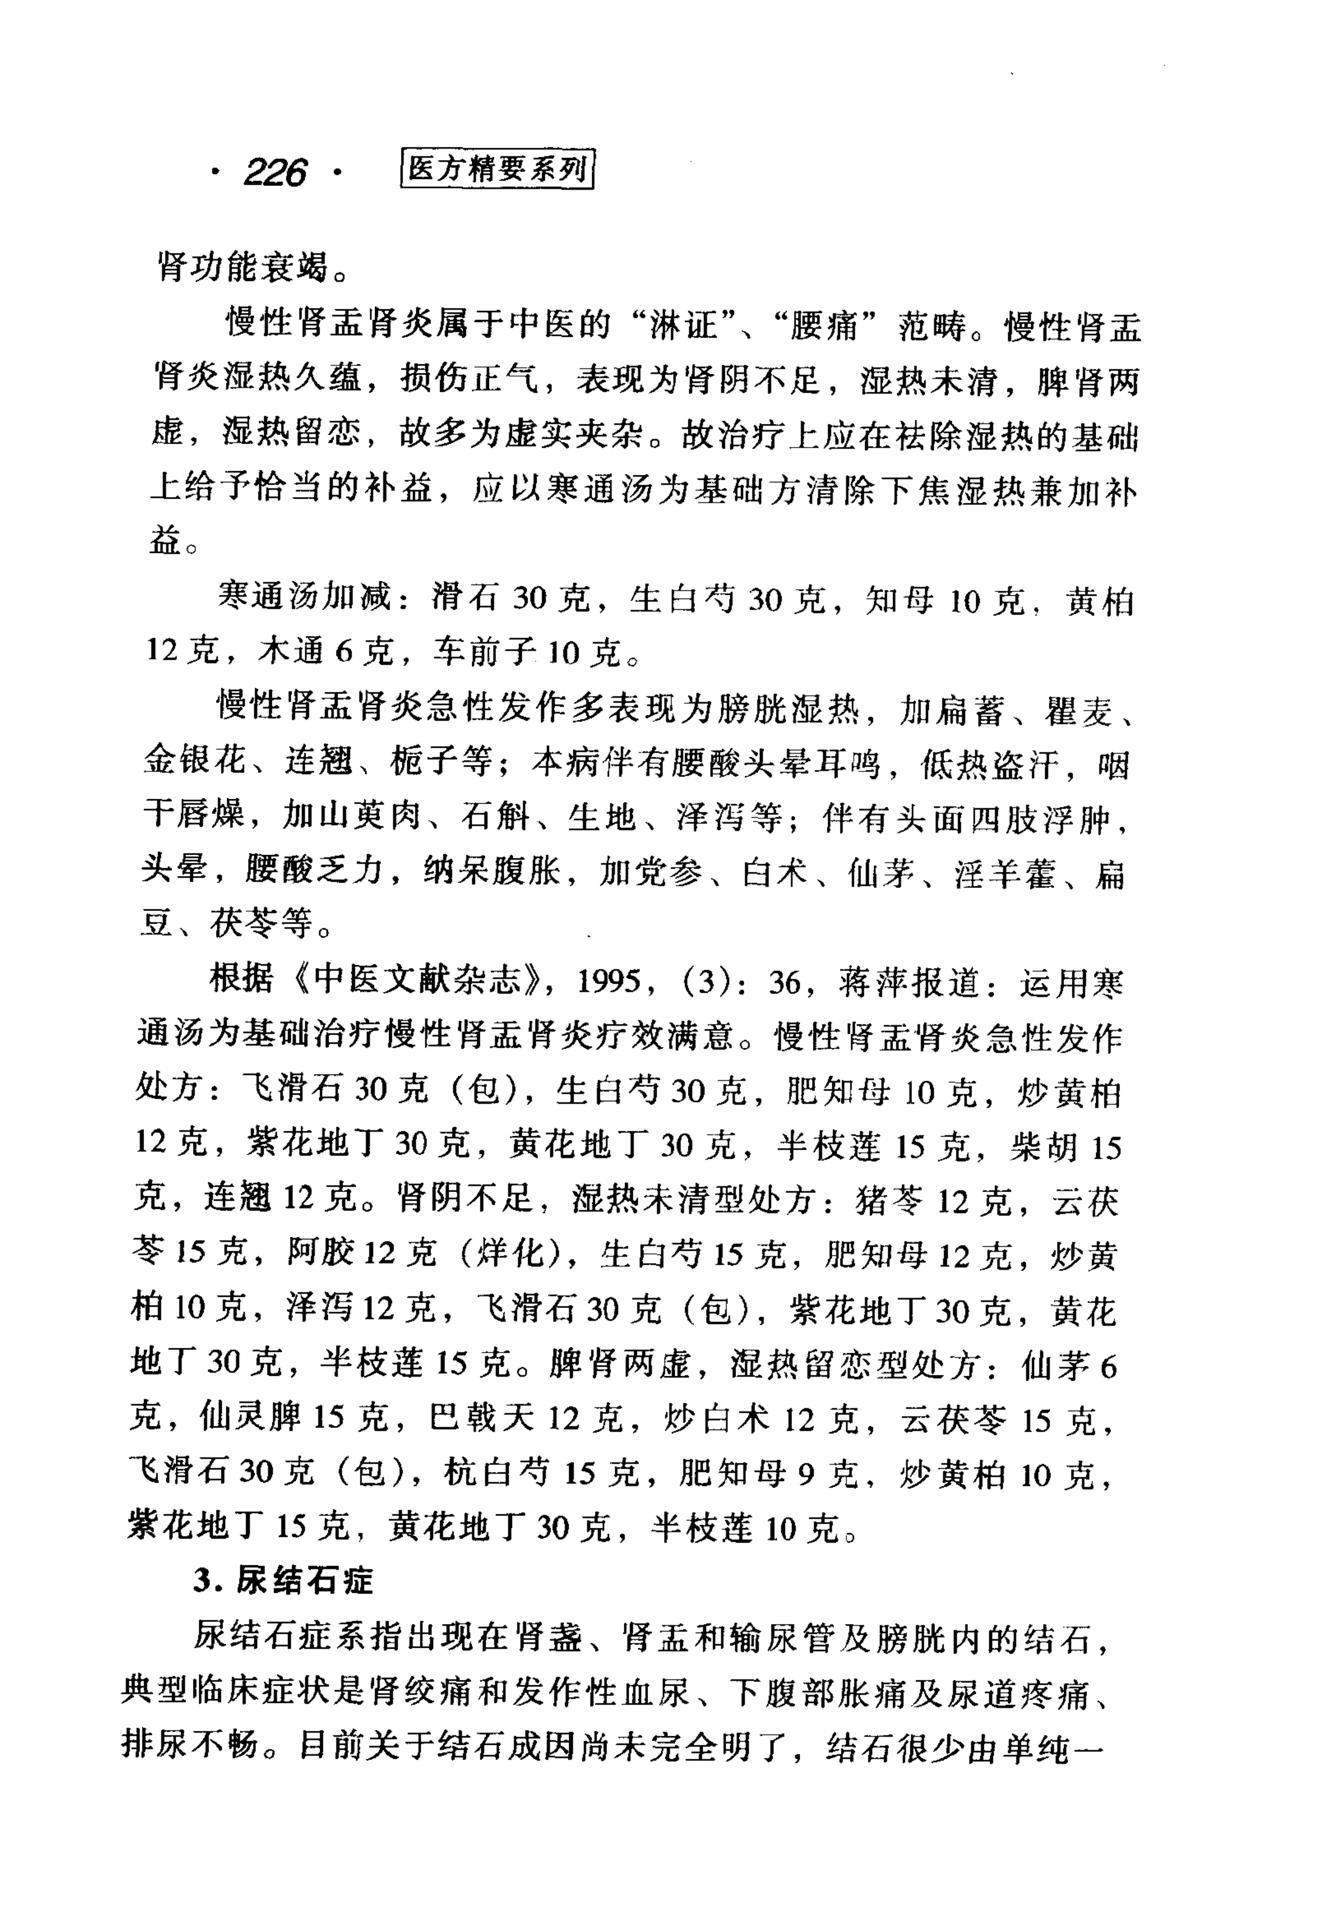 · 226 · 医方精要系列
肾功能衰竭。
慢性肾盂肾炎属于中医的“淋证”、“腰痛”范畴。慢性肾盂
肾炎湿热久蕴，损伤正气，表现为肾阴不足，湿热未清，脾肾两
虚，湿热留恋，故多为虚实夹杂。故治疗上应在祛除湿热的基础
上给予恰当的补益，应以寒通汤为基础方清除下焦湿热兼加补
益。
寒通汤加减：滑石 30 克，生白芍 30 克，知母 10 克，黄柏
12 克，木通 6 克，车前子 10 克。
慢性肾盂肾炎急性发作多表现为膀胱湿热，加扁蓄、瞿麦、
金银花、连翘、栀子等；本病伴有腰酸头晕耳鸣，低热盗汗，咽
干唇燥，加山萸肉、石斛、生地、泽泻等；伴有头面四肢浮肿，
头晕，腰酸乏力，纳呆腹胀，加党参、白术、仙茅、淫羊藿、扁
豆、茯苓等。
根据《中医文献杂志》，1995，(3)：36，蒋萍报道：运用寒
通汤为基础治疗慢性肾盂肾炎疗效满意。慢性肾盂肾炎急性发作
处方：飞滑石 30 克（包），生白芍 30 克，肥知母 10 克，炒黄柏
12 克，紫花地丁 30 克，黄花地丁 30 克，半枝莲 15 克，柴胡 15
克，连翘 12 克。肾阴不足，湿热未清型处方：猪苓 12 克，云茯
苓 15 克，阿胶 12 克（烊化），生白芍 15 克，肥知母 12 克，炒黄
柏 10 克，泽泻 12 克，飞滑石 30 克（包），紫花地丁 30 克，黄花
地丁 30 克，半枝莲 15 克。脾肾两虚，湿热留恋型处方：仙茅 6
克，仙灵脾 15 克，巴戟天 12 克，炒白术 12 克，云茯苓 15 克，
飞滑石 30 克（包），杭白芍 15 克，肥知母 9 克，炒黄柏 10 克，
紫花地丁 15 克，黄花地丁 30 克，半枝莲 10 克。
3. 尿结石症
尿结石症系指出现在肾盏、肾盂和输尿管及膀胱内的结石，
典型临床症状是肾绞痛和发作性血尿、下腹部胀痛及尿道疼痛、
排尿不畅。目前关于结石成因尚未完全明了，结石很少由单纯一